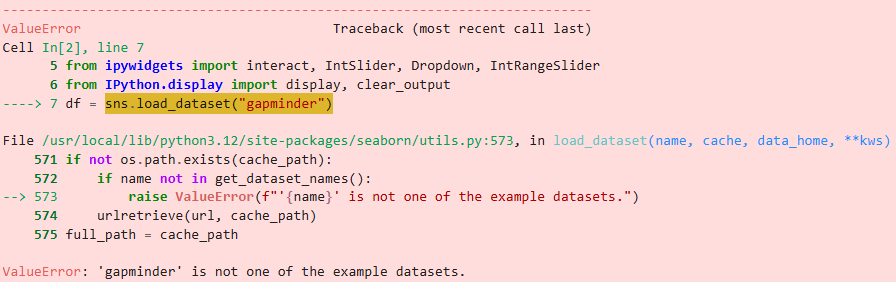 ---------------------------------------------------------------------------
ValueError                                Traceback (most recent call last)
Cell In[2], line 7
      5 from ipywidgets import interact, IntSlider, Dropdown, IntRangeSlider
      6 from IPython.display import display, clear_output
----> 7 df = sns.load_dataset("gapminder")
File /usr/local/lib/python3.12/site-packages/seaborn/utils.py:573, in load_dataset(name, cache, data_home, **kws)
    571 if not os.path.exists(cache_path):
    572     if name not in get_dataset_names():
--> 573         raise ValueError(f"'{name}' is not one of the example datasets.")
    574     urlretrieve(url, cache_path)
    575 full_path = cache_path
ValueError: 'gapminder' is not one of the example datasets.